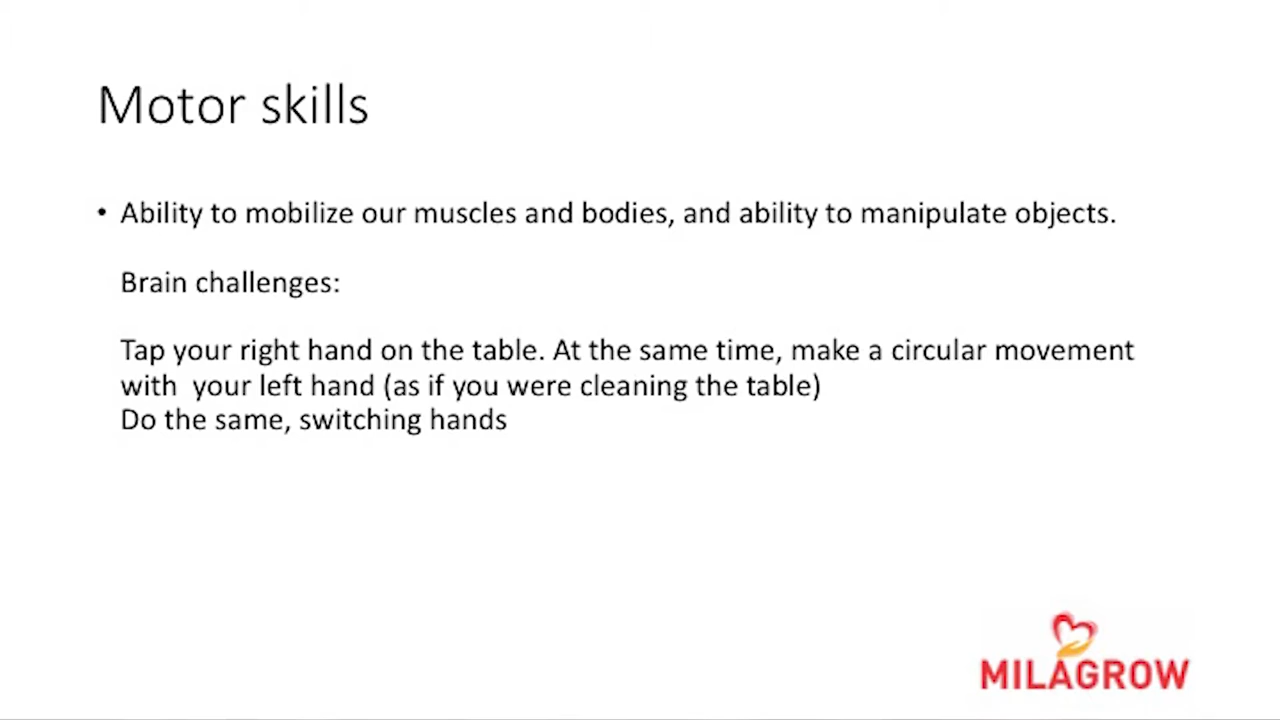 Motor skills
• Ability to mobilize our muscles and bodies, and ability to manipulate objects.
Brain challenges:
Tap your right hand on the table. At the same time, make a circular movement
with  your left hand (as if you were cleaning the table)
Do the same, switching hands
MILAGROW